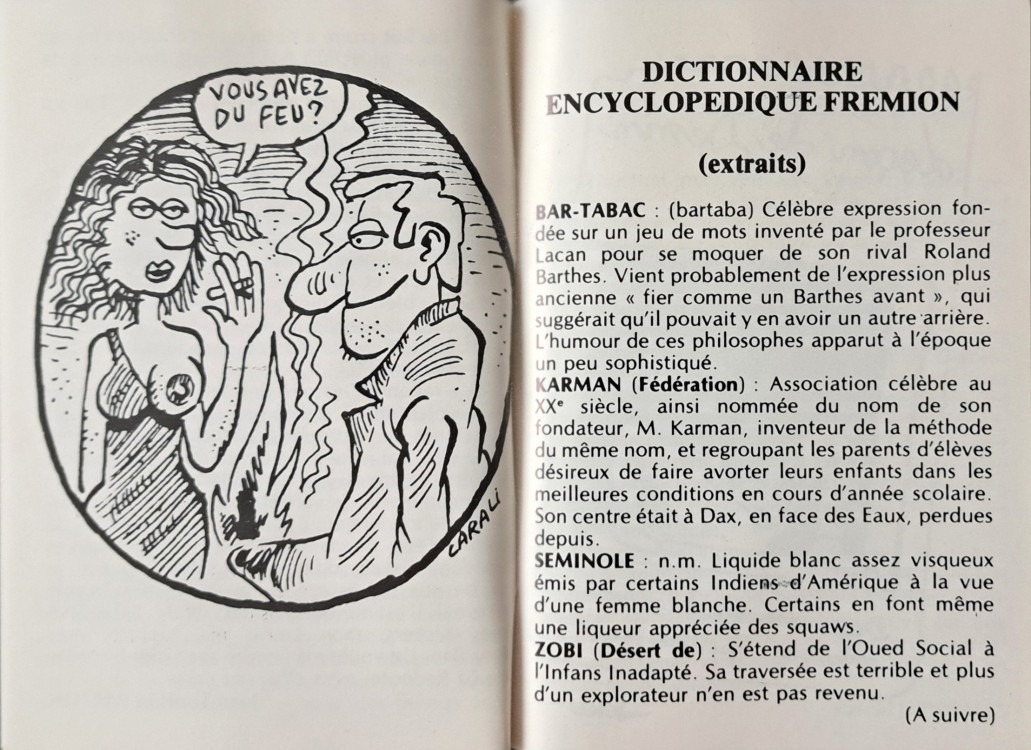 VOUS AVEZ
DU FEU?
CARALI
DICTIONNAIRE
ENCYCLOPEDIQUE FREMION
(extraits)
BAR-TABAC : (bartaba) Célèbre expression fon-
dée sur un jeu de mots inventé par le professeur
Lacan pour se moquer de son rival Roland
Barthes. Vient probablement de l'expression plus
ancienne « fier comme un Barthes avant », qui
suggérait qu'il pouvait y en avoir un autre arrière.
L'humour de ces philosophes apparut à l'époque
un peu sophistiqué.
KARMAN (Fédération) : Association célèbre au
XXe siècle, ainsi nommée du nom de son
fondateur, M. Karman, inventeur de la méthode
du même nom, et regroupant les parents d'élèves
désireux de faire avorter leurs enfants dans les
meilleures conditions en cours d'année scolaire.
Son centre était à Dax, en face des Eaux, perdues
depuis.
SEMINOLE : n.m. Liquide blanc assez visqueux
émis par certains Indiens d'Amérique à la vue
d'une femme blanche. Certains en font même
une liqueur appréciée des squaws.
ZOBI (Désert de) : S'étend de l'Oued Social à
l'Infans Inadapté. Sa traversée est terrible et plus
d'un explorateur n'en est pas revenu.
(A suivre)